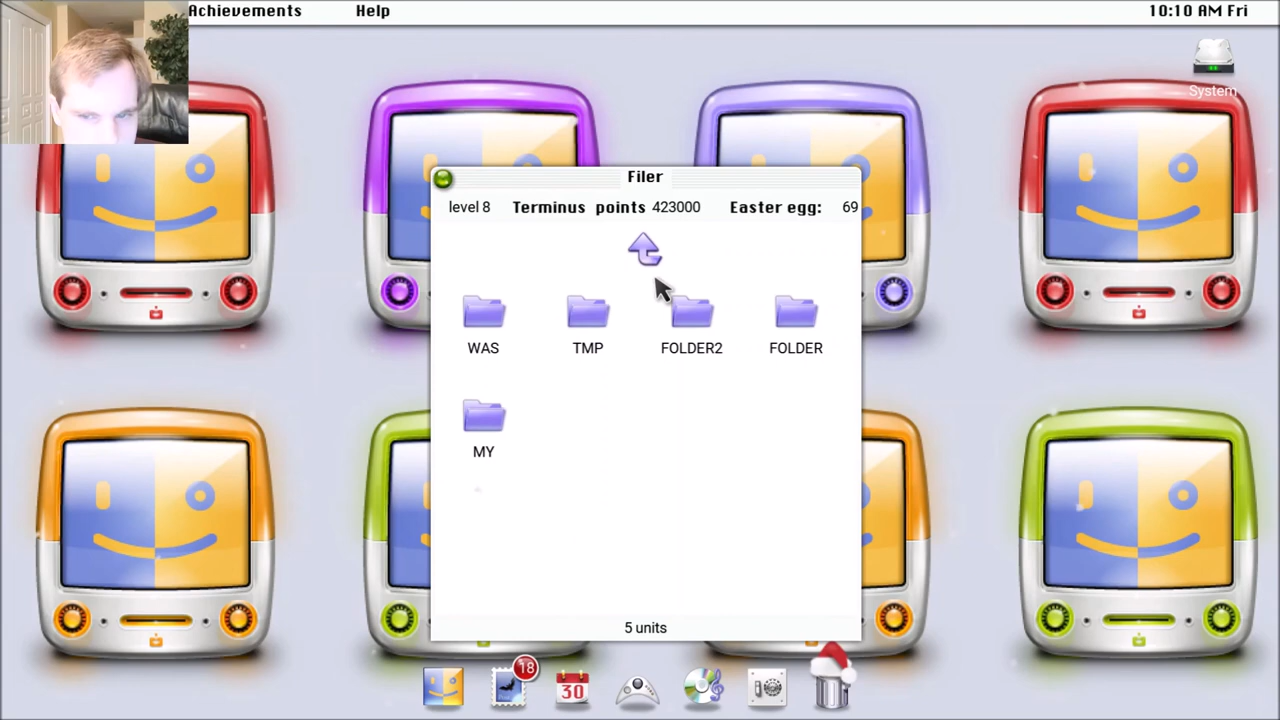 Achievements Help 10:10 AM Fri
System
Filer
level 8 Terminus points 423000 Easter egg: 69
WAS TMP FOLDER2 FOLDER
MY
5 units
18
30